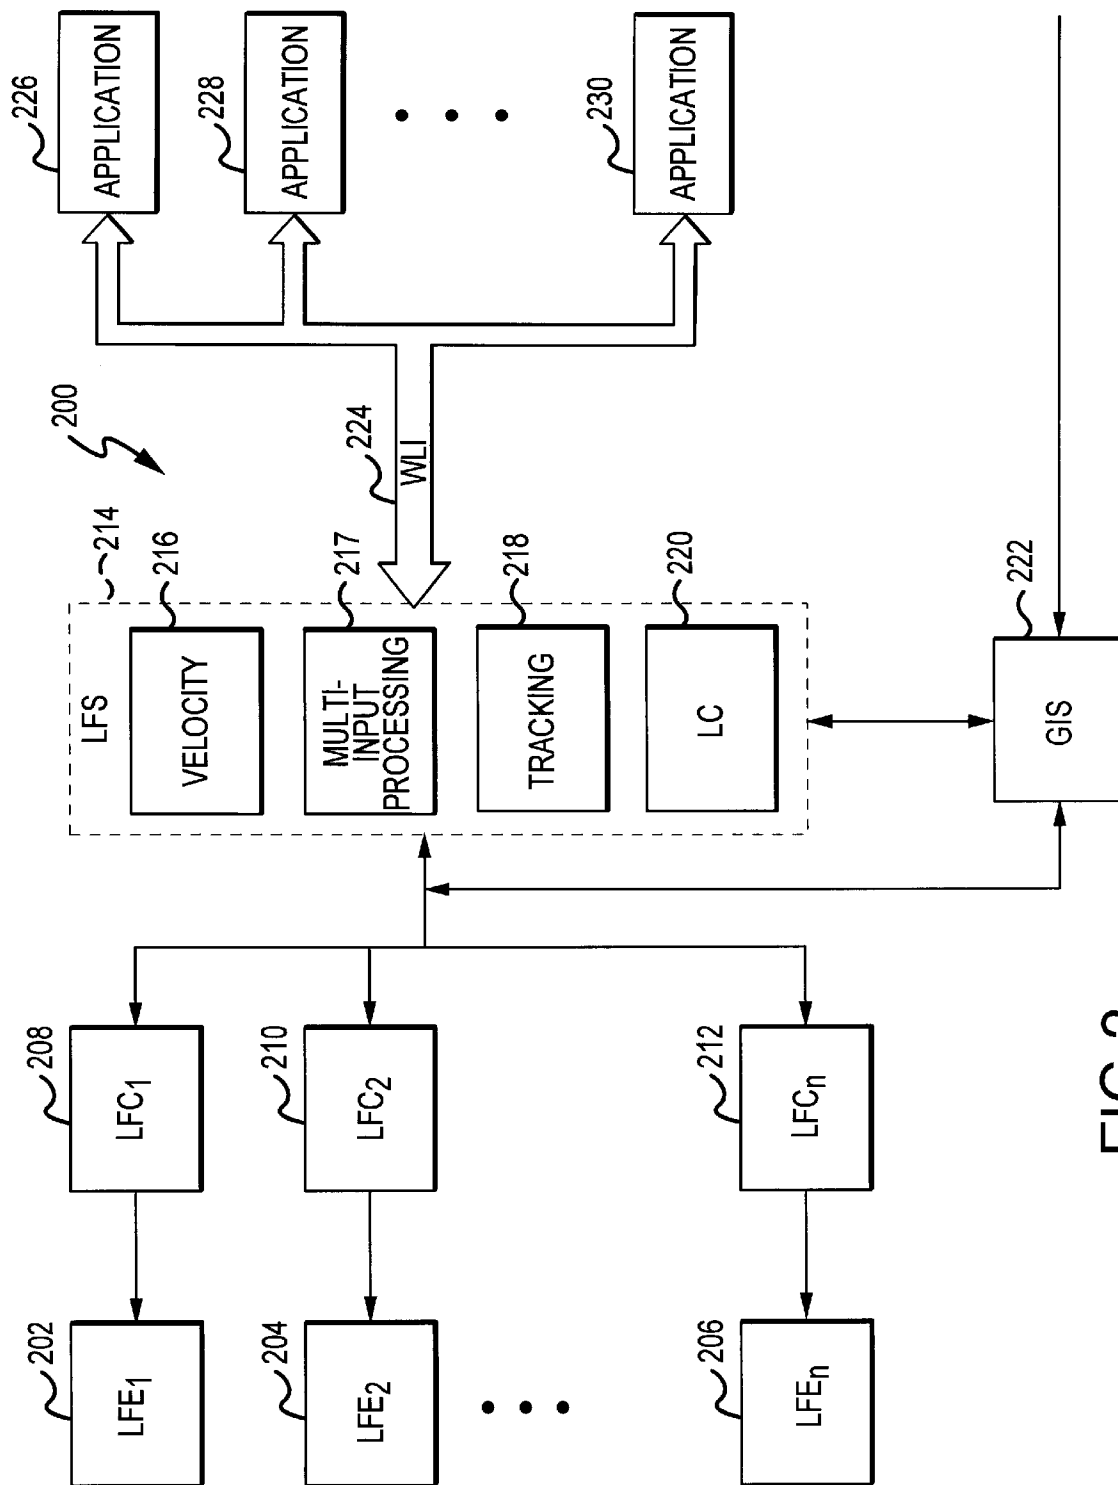 202
LFE1
204
LFE2
206
LFEn
208
LFC1
210
LFC2
212
LFCn
214
LFS
216
VELOCITY
217
MULTI-
INPUT
PROCESSING
218
TRACKING
220
LC
222
GIS
200
224
WLI
226
APPLICATION
228
APPLICATION
230
APPLICATION
FIG